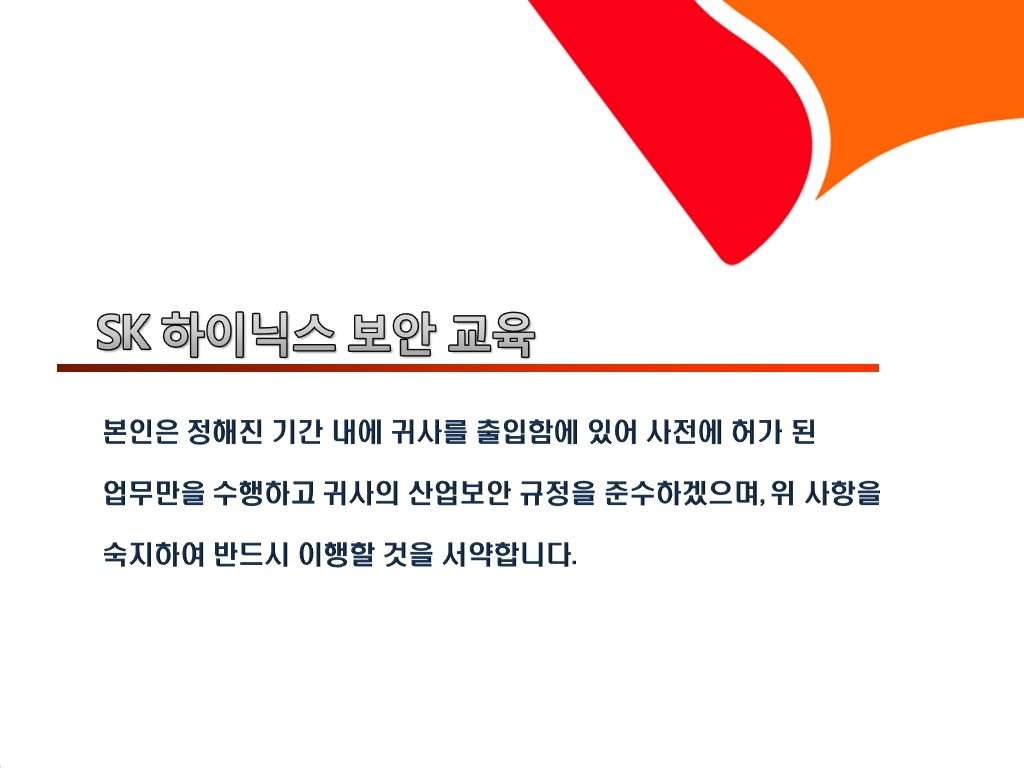 SK 하이닉스 보안 교육
본인은 정해진 기간 내에 귀사를 출입함에 있어 사전에 허가 된
업무만을 수행하고 귀사의 산업보안 규정을 준수하겠으며, 위 사항을
숙지하여 반드시 이행할 것을 서약합니다.